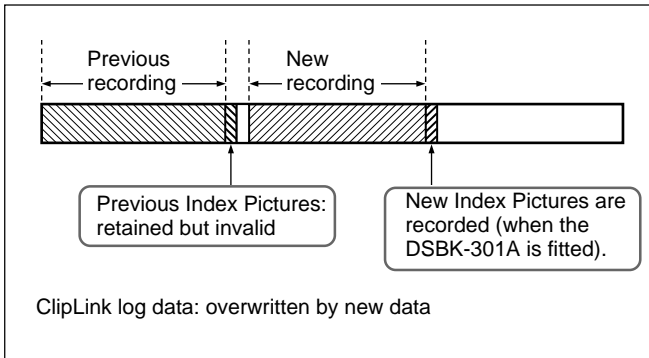 Previous
recording
New
recording
Previous Index Pictures:
retained but invalid
New Index Pictures are
recorded (when the
DSBK-301A is fitted).
ClipLink log data: overwritten by new data